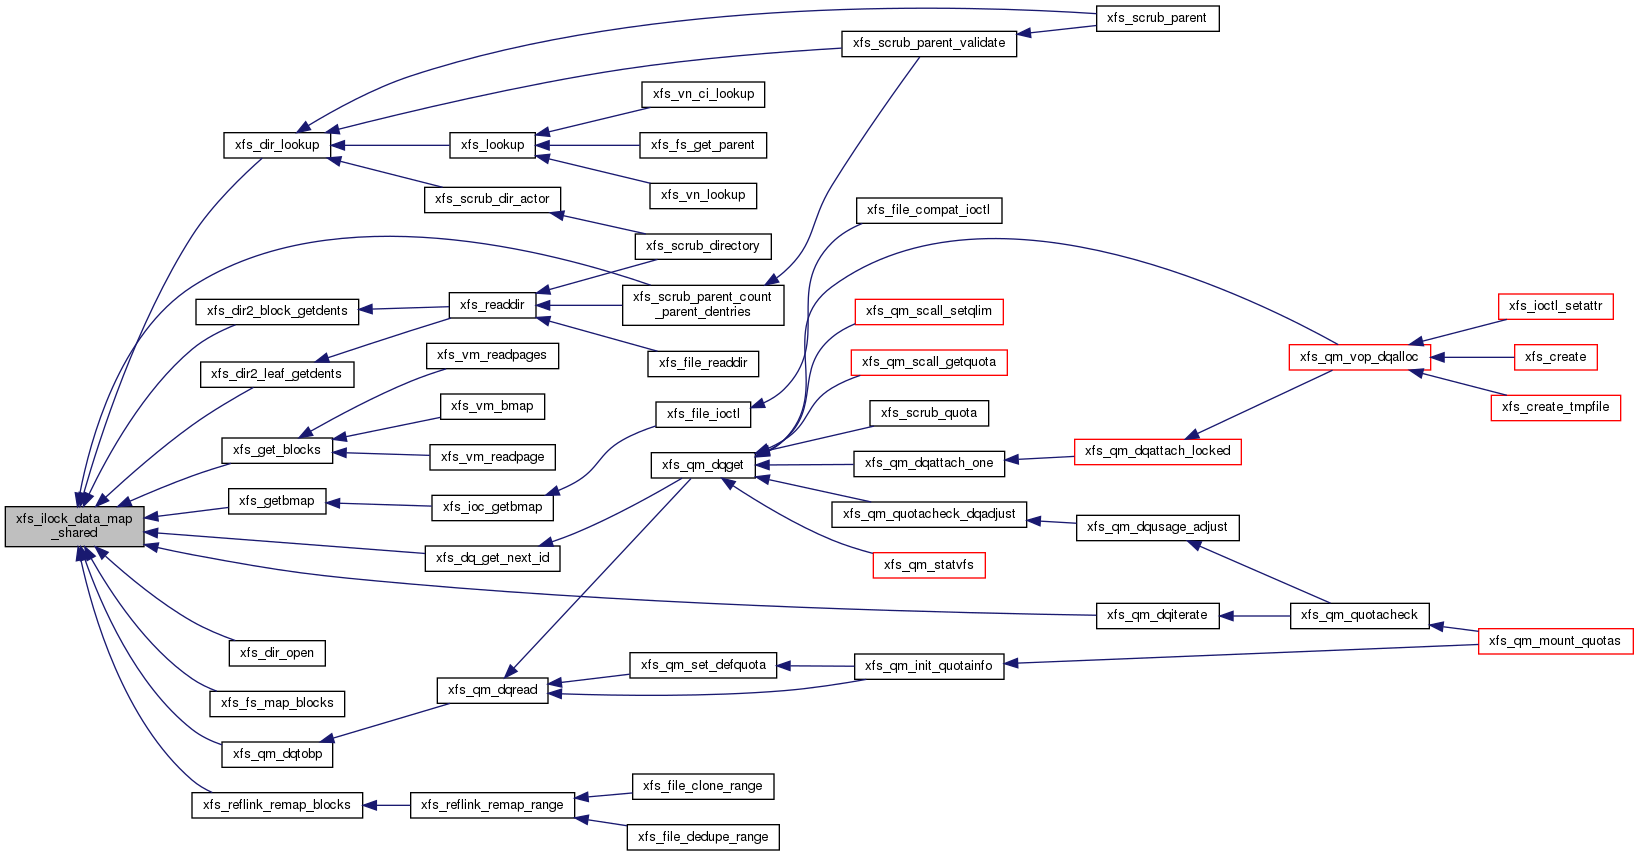 xfs_scrub_parent
xfs_scrub_parent_validate
xfs_vn_ci_lookup
xfs_dir_lookup
xfs_lookup
xfs_fs_get_parent
xfs_vn_lookup
xfs_scrub_dir_actor
xfs_file_compat_ioctl
xfs_scrub_directory
xfs_scrub_parent_count
_parent_dentries
xfs_readdir
xfs_dir2_block_getdents
xfs_qm_scall_setqlim
xfs_ioctl_setattr
xfs_vm_readpages
xfs_file_readdir
xfs_qm_scall_getquota
xfs_qm_vop_dqalloc
xfs_create
xfs_dir2_leaf_getdents
xfs_vm_bmap
xfs_file_ioctl
xfs_scrub_quota
xfs_create_tmpfile
xfs_get_blocks
xfs_vm_readpage
xfs_qm_dqget
xfs_qm_dqattach_one
xfs_qm_dqattach_locked
xfs_getbmap
xfs_ioc_getbmap
xfs_qm_quotacheck_dqadjust
xfs_ilock_data_map
_shared
xfs_qm_dqusage_adjust
xfs_dq_get_next_id
xfs_qm_statvfs
xfs_qm_dqiterate
xfs_qm_quotacheck
xfs_qm_mount_quotas
xfs_dir_open
xfs_qm_set_defquota
xfs_qm_init_quotainfo
xfs_qm_dqread
xfs_fs_map_blocks
xfs_qm_dqtobp
xfs_file_clone_range
xfs_reflink_remap_blocks
xfs_reflink_remap_range
xfs_file_dedupe_range